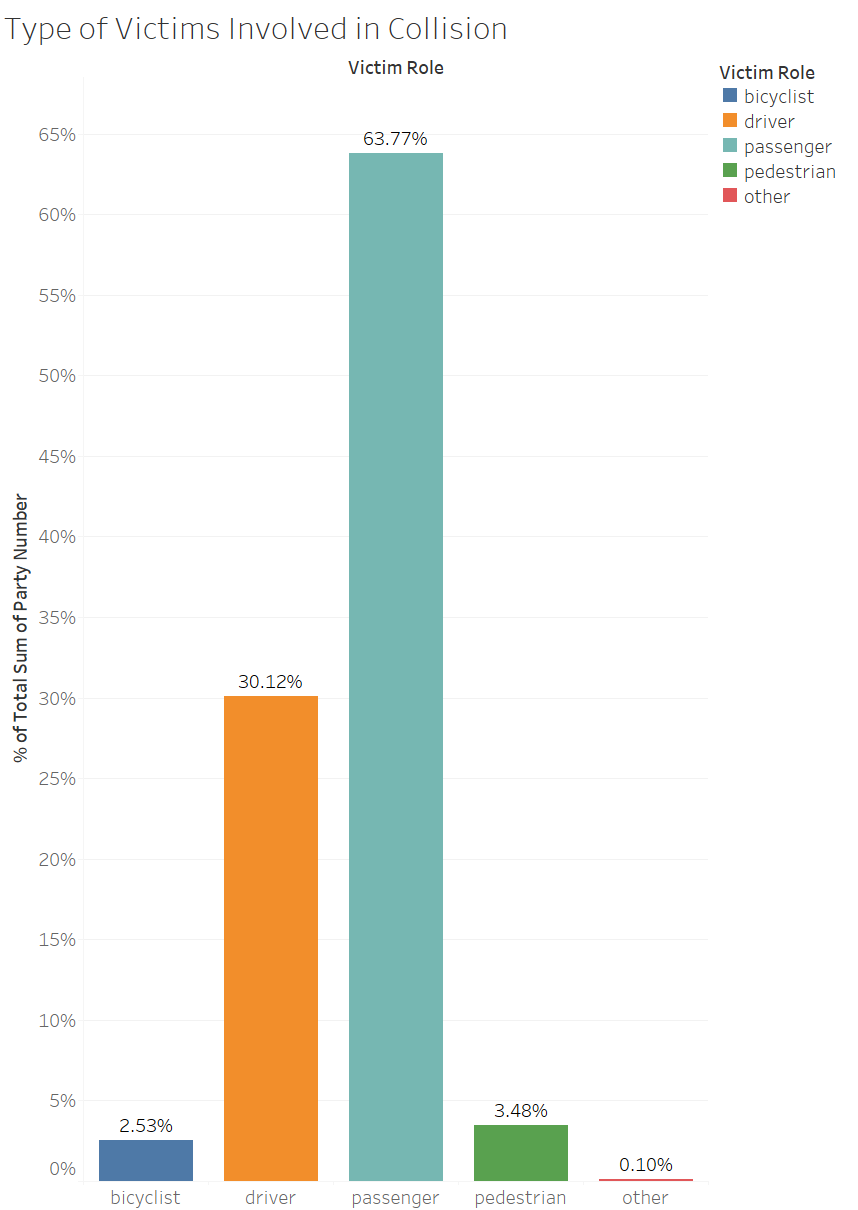 Type of Victims Involved in Collision
Victim Role
% of Total Sum of Party Number
65%
60%
55%
50%
45%
40%
35%
30%
25%
20%
15%
10%
5%
0%
2.53%
30.12%
63.77%
3.48%
0.10%
bicyclist
driver
passenger
pedestrian
other
Victim Role
bicyclist
driver
passenger
pedestrian
other